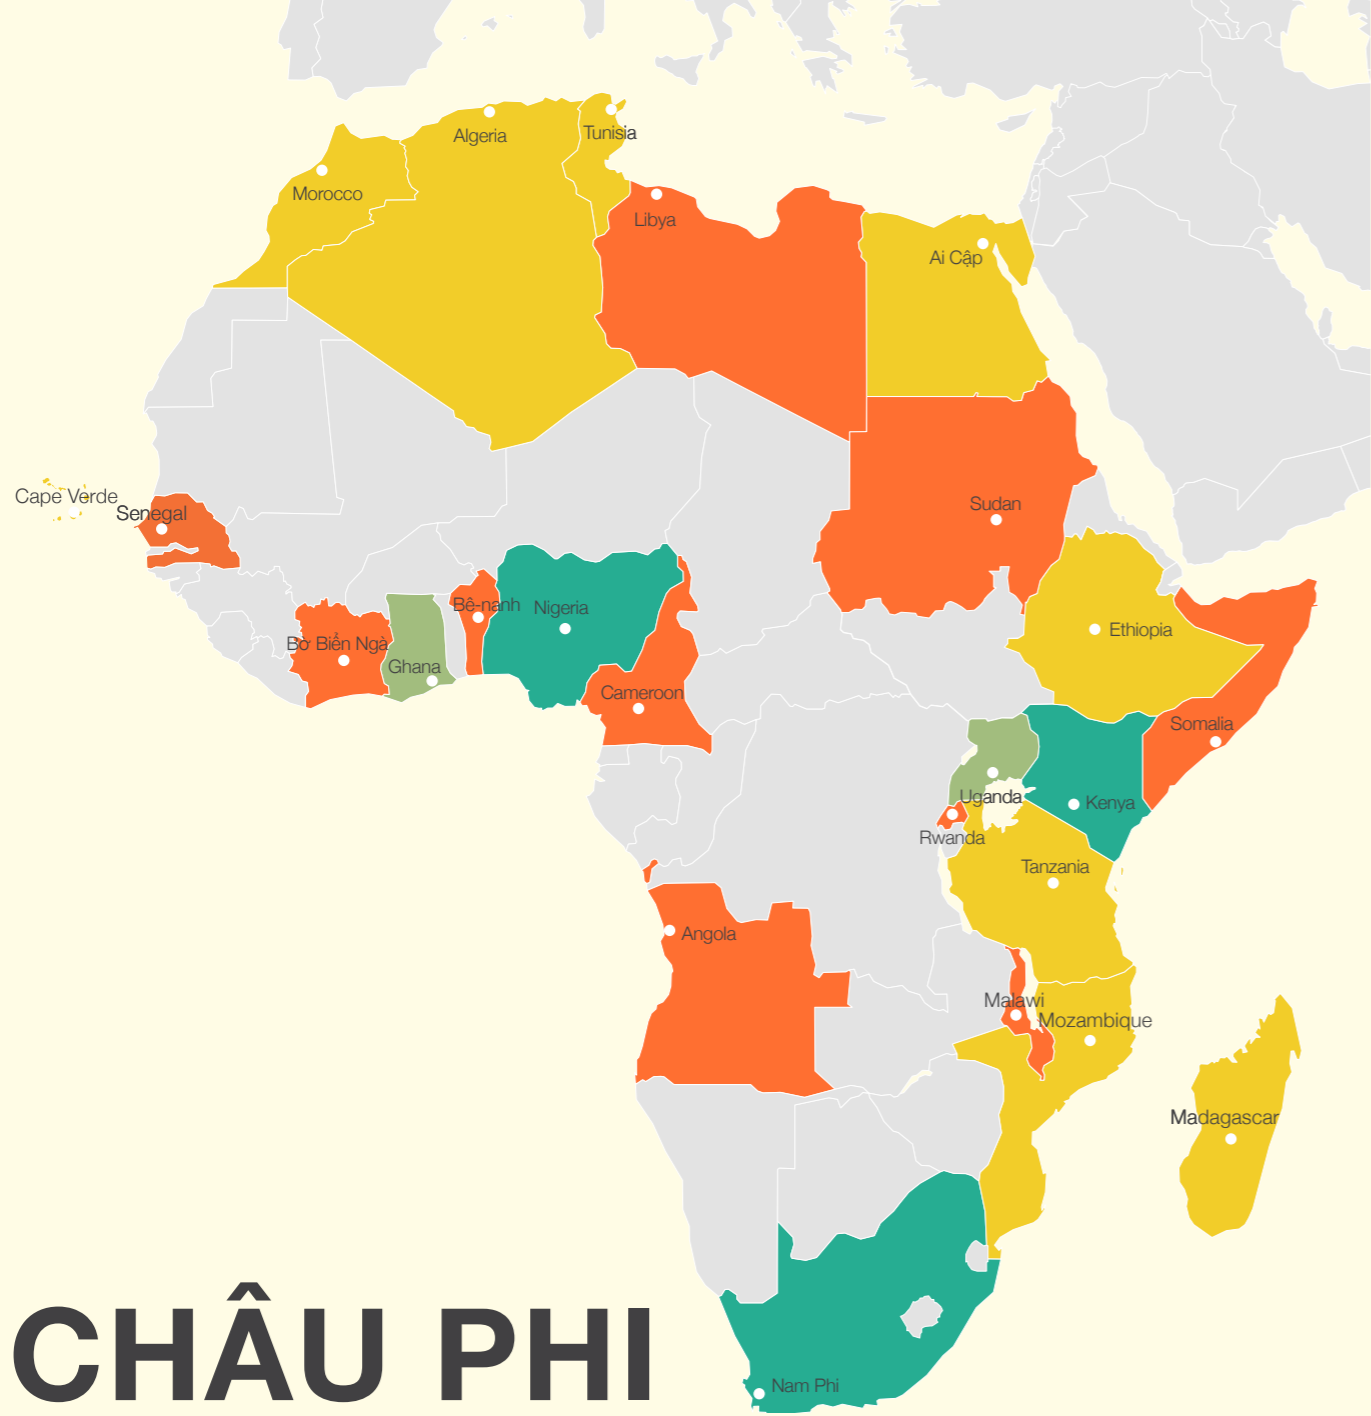 Algeria
Tunisia
Morocco
Libya
Ai Cập
Cape Verde
Senegal
Sudan
Bê-nanh
Nigeria
Ethiopia
Bờ Biển Ngà
Ghana
Cameroon
Somalia
Uganda
Kenya
Rwanda
Tanzania
Angola
Malawi
Mozambique
Madagascar
CHÂU PHI
Nam Phi